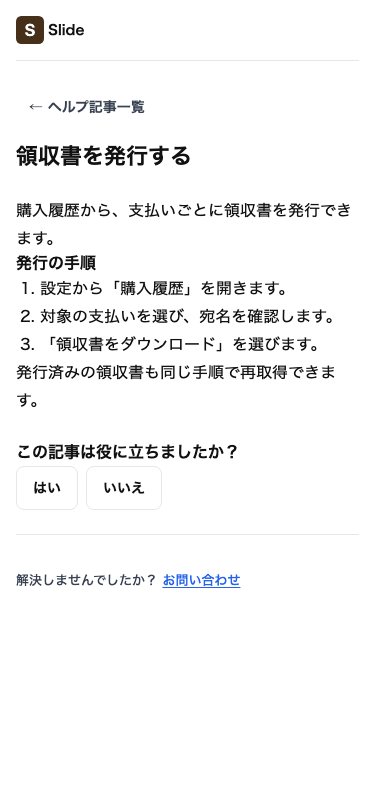 S Slide
← ヘルプ記事一覧
領収書を発行する
購入履歴から、支払いごとに領収書を発行でき
ます。
発行の手順
1. 設定から「購入履歴」を開きます。
2. 対象の支払いを選び、宛名を確認します。
3. 「領収書をダウンロード」を選びます。
発行済みの領収書も同じ手順で再取得できま
す。
この記事は役に立ちましたか？
はい いいえ
解決しませんでしたか？ お問い合わせ